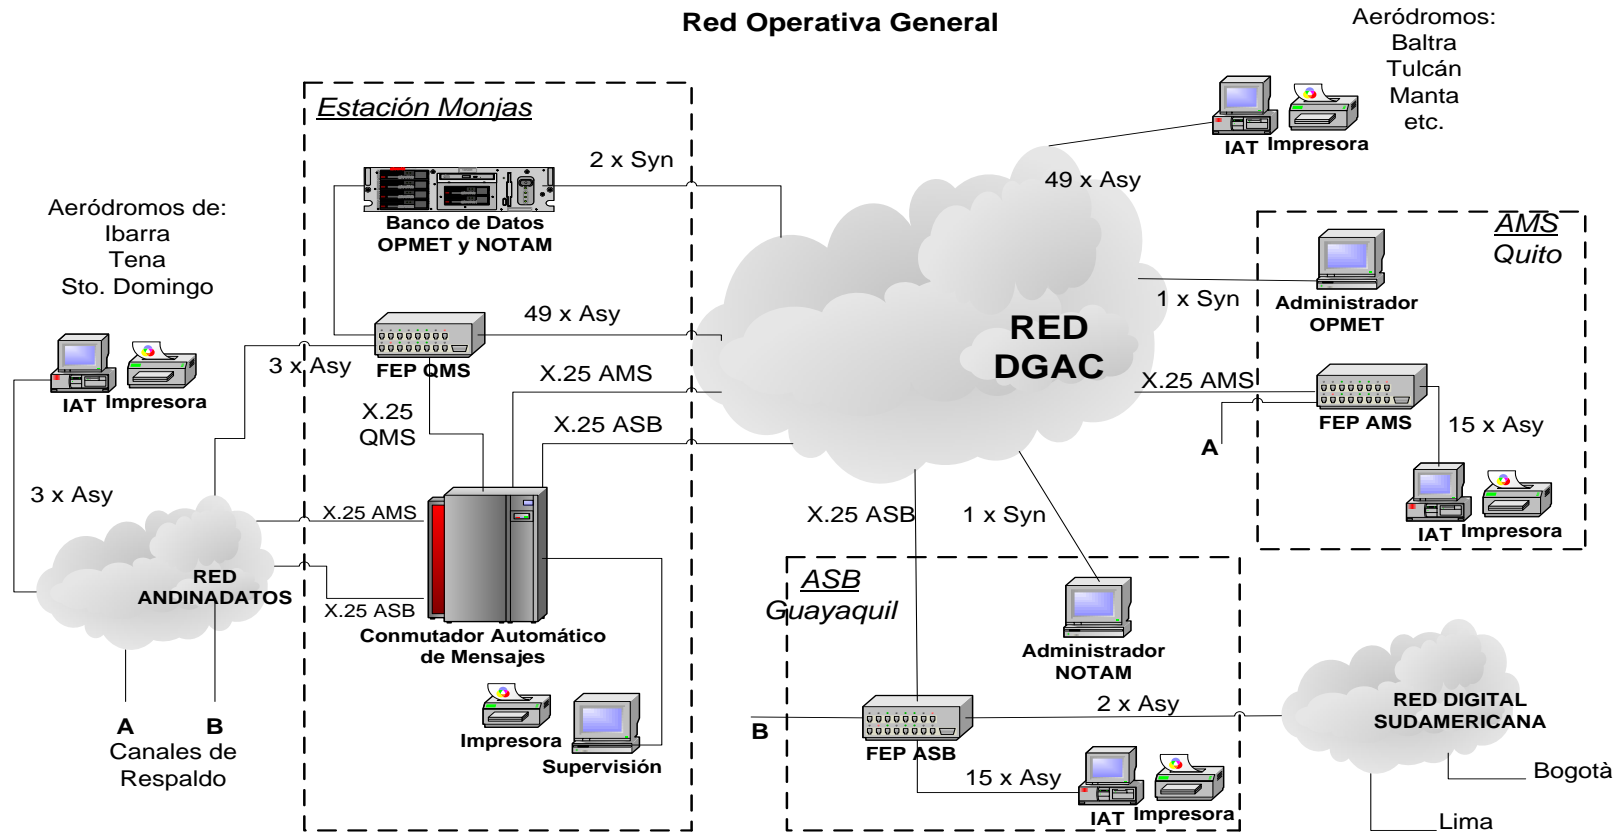 Red Operativa General
Aeródromos:
Baltra
Tulcán
Manta
etc.
IAT
Impresora
49 x Asy
Estación Monjas
2 x Syn
Banco de Datos
OPMET y NOTAM
49 x Asy
3 x Asy
FEP QMS
X.25
QMS
X.25 AMS
X.25 ASB
Aeródromos de:
Ibarra
Tena
Sto. Domingo
IAT
Impresora
3 x Asy
X.25 AMS
X.25 ASB
RED
ANDINADATOS
A
B
Canales de
Respaldo
Conmutador Automático
de Mensajes
Impresora
Supervisión
RED
DGAC
AMS
Quito
1 x Syn
Administrador
OPMET
X.25 AMS
A
FEP AMS
15 x Asy
IAT
Impresora
X.25 ASB
1 x Syn
ASB
Guayaquil
Administrador
NOTAM
B
FEP ASB
2 x Asy
15 x Asy
IAT
Impresora
RED DIGITAL
SUDAMERICANA
Bogotà
Lima